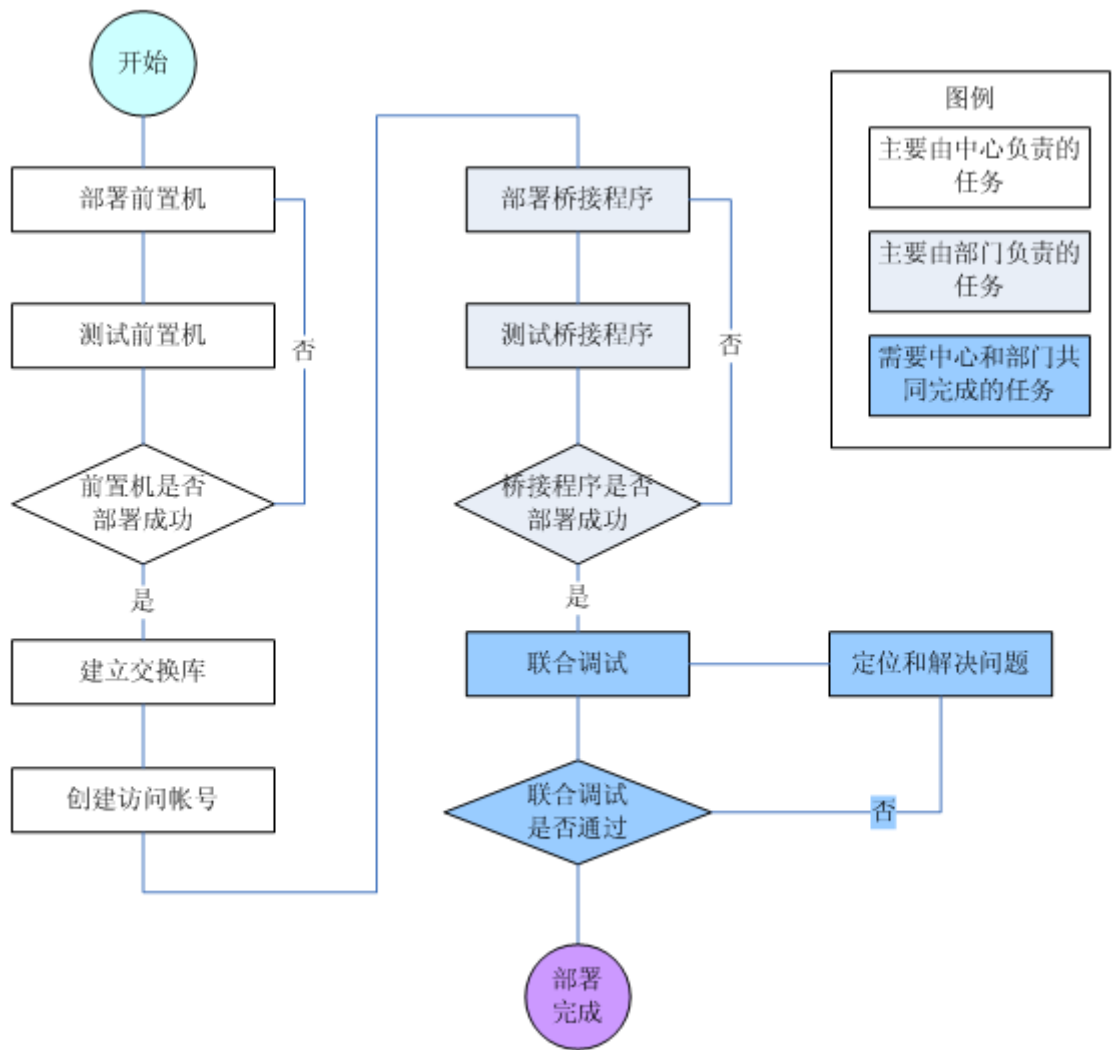 开始
部署前置机
测试前置机
否
前置机是否
部署成功
是
建立交换库
创建访问帐号
部署桥接程序
测试桥接程序
否
桥接程序是否
部署成功
是
联合调试
定位和解决问题
联合调试
是否通过
否
部署
完成
图例
主要由中心负责的
任务
主要由部门负责的
任务
需要中心和部门共
同完成的任务